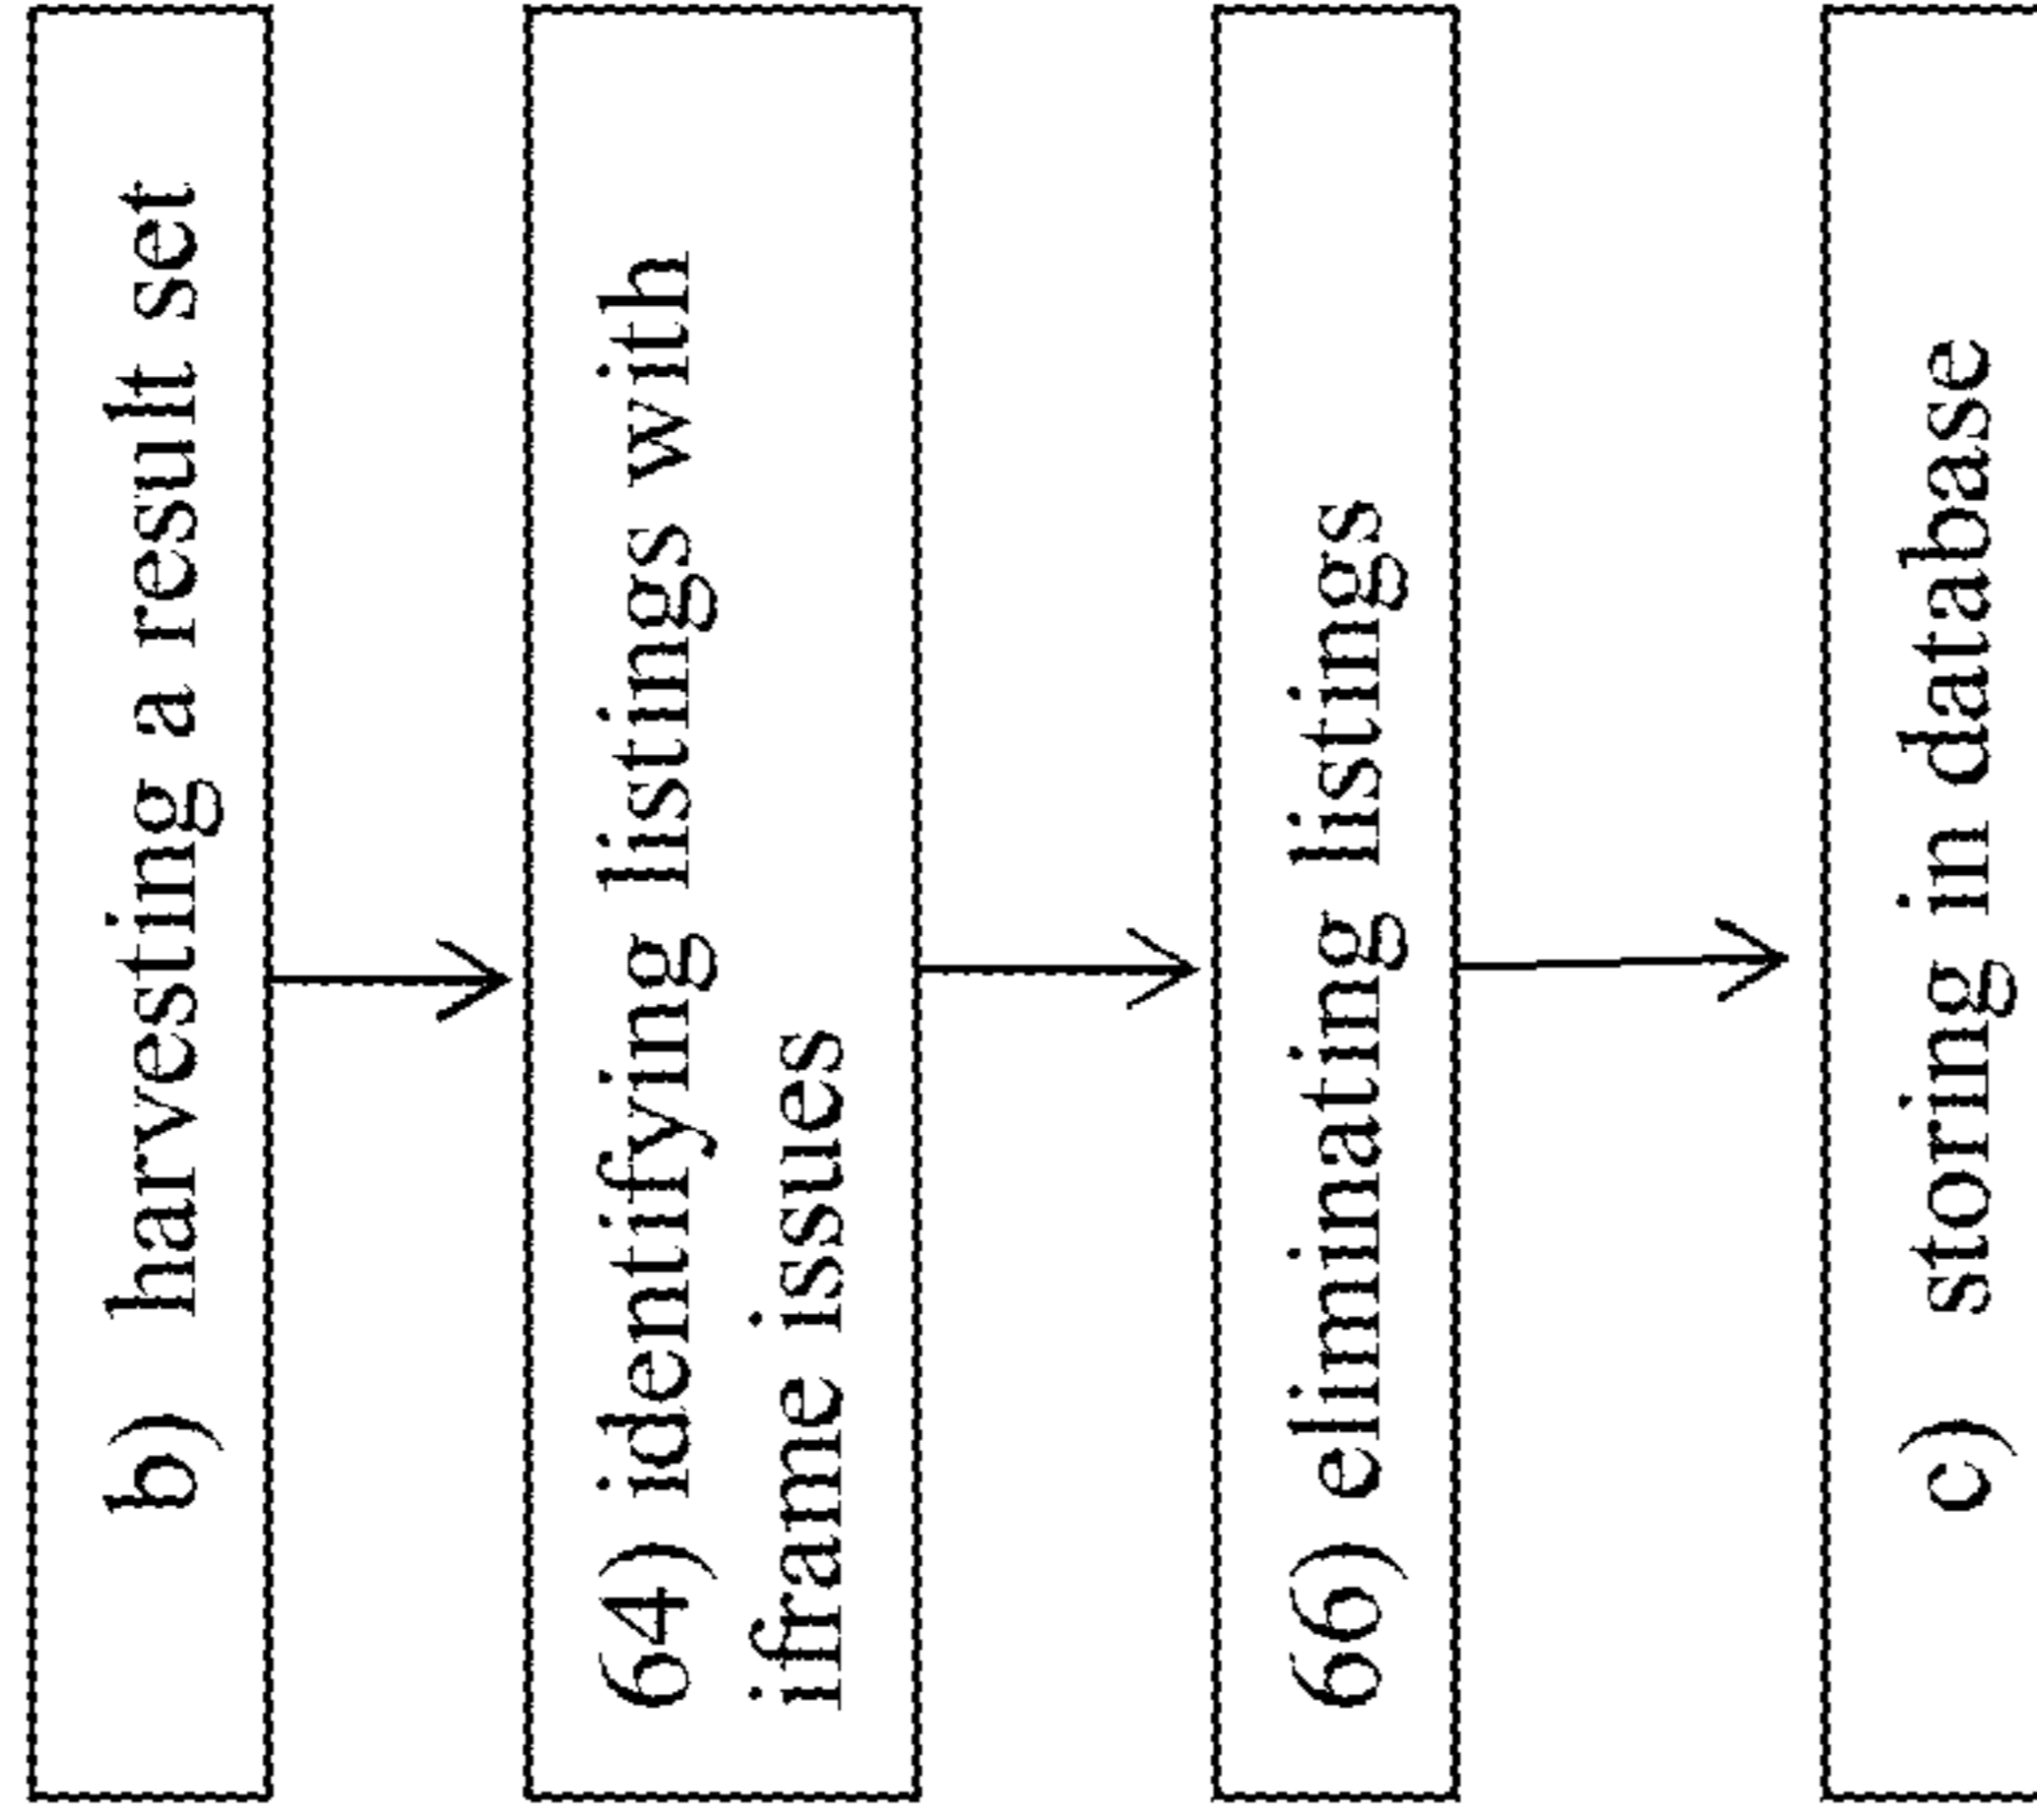 b) harvesting a result set
64) identifying listings with
iframe issues
66) eliminating listings
c) storing in database